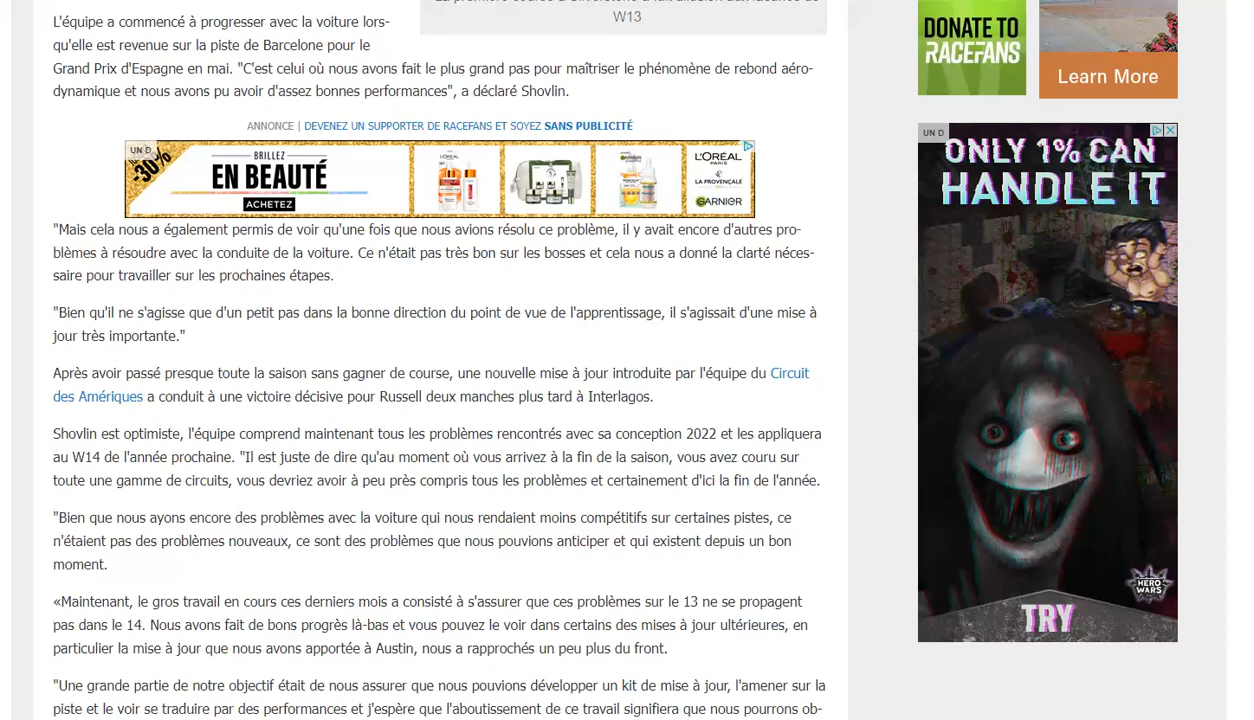 W13
L'équipe a commencé à progresser avec la voiture lors-
qu'elle est revenue sur la piste de Barcelone pour le
Grand Prix d'Espagne en mai. "C'est celui où nous avons fait le plus grand pas pour maîtriser le phénomène de rebond aéro-
dynamique et nous avons pu avoir d'assez bonnes performances", a déclaré Shovlin.
ANNONCE | DEVENEZ UN SUPPORTER DE RACEFANS ET SOYEZ SANS PUBLICITÉ
UN D
-30%
BRILLEZ
EN BEAUTÉ
ACHETEZ
L'ORÉAL
PARIS
&
LA PROVENÇALE
GARNIER
"Mais cela nous a également permis de voir qu'une fois que nous avions résolu ce problème, il y avait encore d'autres pro-
blèmes à résoudre avec la conduite de la voiture. Ce n'était pas très bon sur les bosses et cela nous a donné la clarté néces-
saire pour travailler sur les prochaines étapes.
"Bien qu'il ne s'agisse que d'un petit pas dans la bonne direction du point de vue de l'apprentissage, il s'agissait d'une mise à
jour très importante."
Après avoir passé presque toute la saison sans gagner de course, une nouvelle mise à jour introduite par l'équipe du Circuit
des Amériques a conduit à une victoire décisive pour Russell deux manches plus tard à Interlagos.
Shovlin est optimiste, l'équipe comprend maintenant tous les problèmes rencontrés avec sa conception 2022 et les appliquera
au W14 de l'année prochaine. "Il est juste de dire qu'au moment où vous arrivez à la fin de la saison, vous avez couru sur
toute une gamme de circuits, vous devriez avoir à peu près compris tous les problèmes et certainement d'ici la fin de l'année.
"Bien que nous ayons encore des problèmes avec la voiture qui nous rendaient moins compétitifs sur certaines pistes, ce
n'étaient pas des problèmes nouveaux, ce sont des problèmes que nous pouvions anticiper et qui existent depuis un bon
moment.
«Maintenant, le gros travail en cours ces derniers mois a consisté à s'assurer que ces problèmes sur le 13 ne se propagent
pas dans le 14. Nous avons fait de bons progrès là-bas et vous pouvez le voir dans certains des mises à jour ultérieures, en
particulier la mise à jour que nous avons apportée à Austin, nous a rapprochés un peu plus du front.
"Une grande partie de notre objectif était de nous assurer que nous pouvions développer un kit de mise à jour, l'amener sur la
piste et le voir se traduire par des performances et j'espère que l'aboutissement de ce travail signifiera que nous pourrons ob-
DONATE TO
RACEFANS
Learn More
UN D
ONLY 1% CAN
HANDLE IT
HERO
WARS
TRY